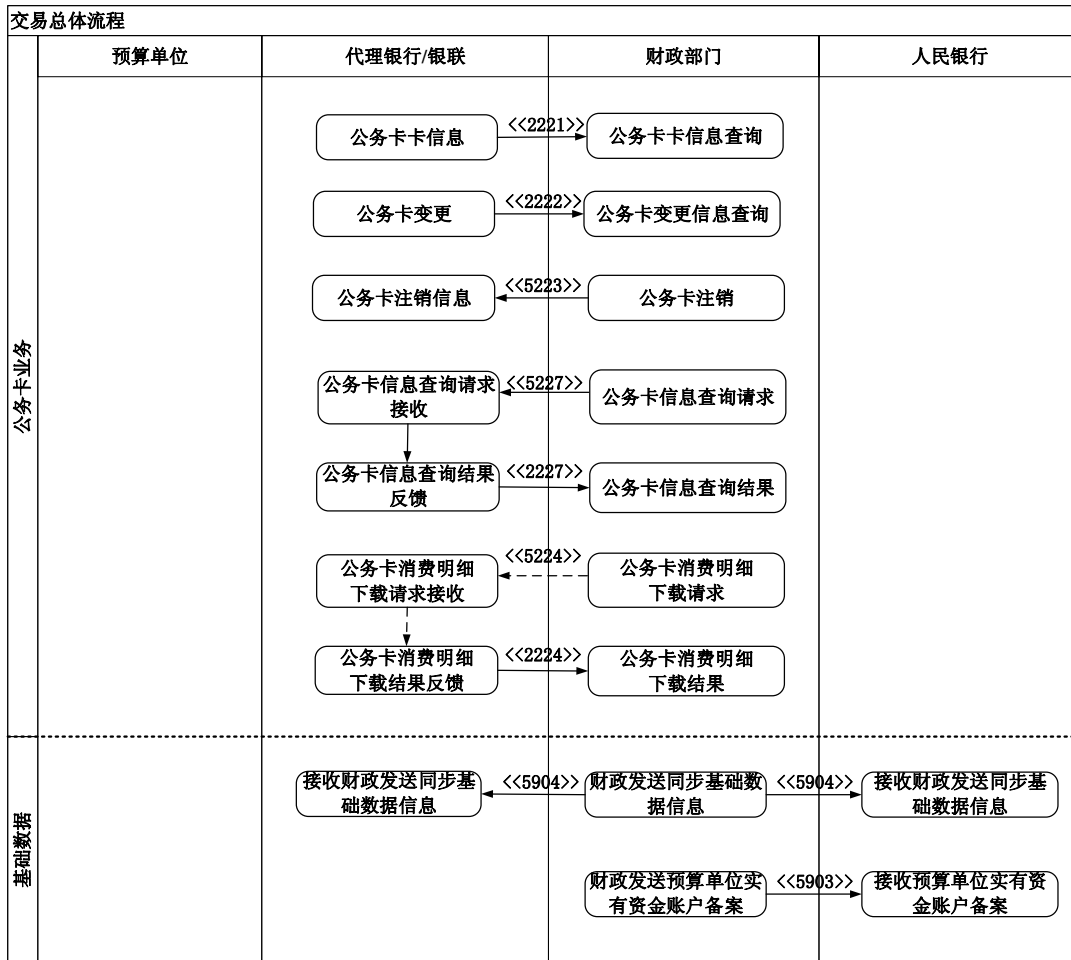 交易总体流程
预算单位
代理银行/银联
财政部门
人民银行
公务卡业务
公务卡卡信息
<<2221>>
公务卡卡信息查询
公务卡变更
<<2222>>
公务卡变更信息查询
公务卡注销信息
<<5223>>
公务卡注销
公务卡信息查询请求
接收
<<5227>>
公务卡信息查询请求
公务卡信息查询结果
反馈
<<2227>>
公务卡信息查询结果
公务卡消费明细
下载请求接收
<<5224>>
公务卡消费明细
下载请求
公务卡消费明细
下载结果反馈
<<2224>>
公务卡消费明细
下载结果
基础数据
接收财政发送同步基
础数据信息
<<5904>>
财政发送同步基础数
据信息
<<5904>>
接收财政发送同步基
础数据信息
财政发送预算单位实
有资金账户备案
<<5903>>
接收预算单位实有资
金账户备案